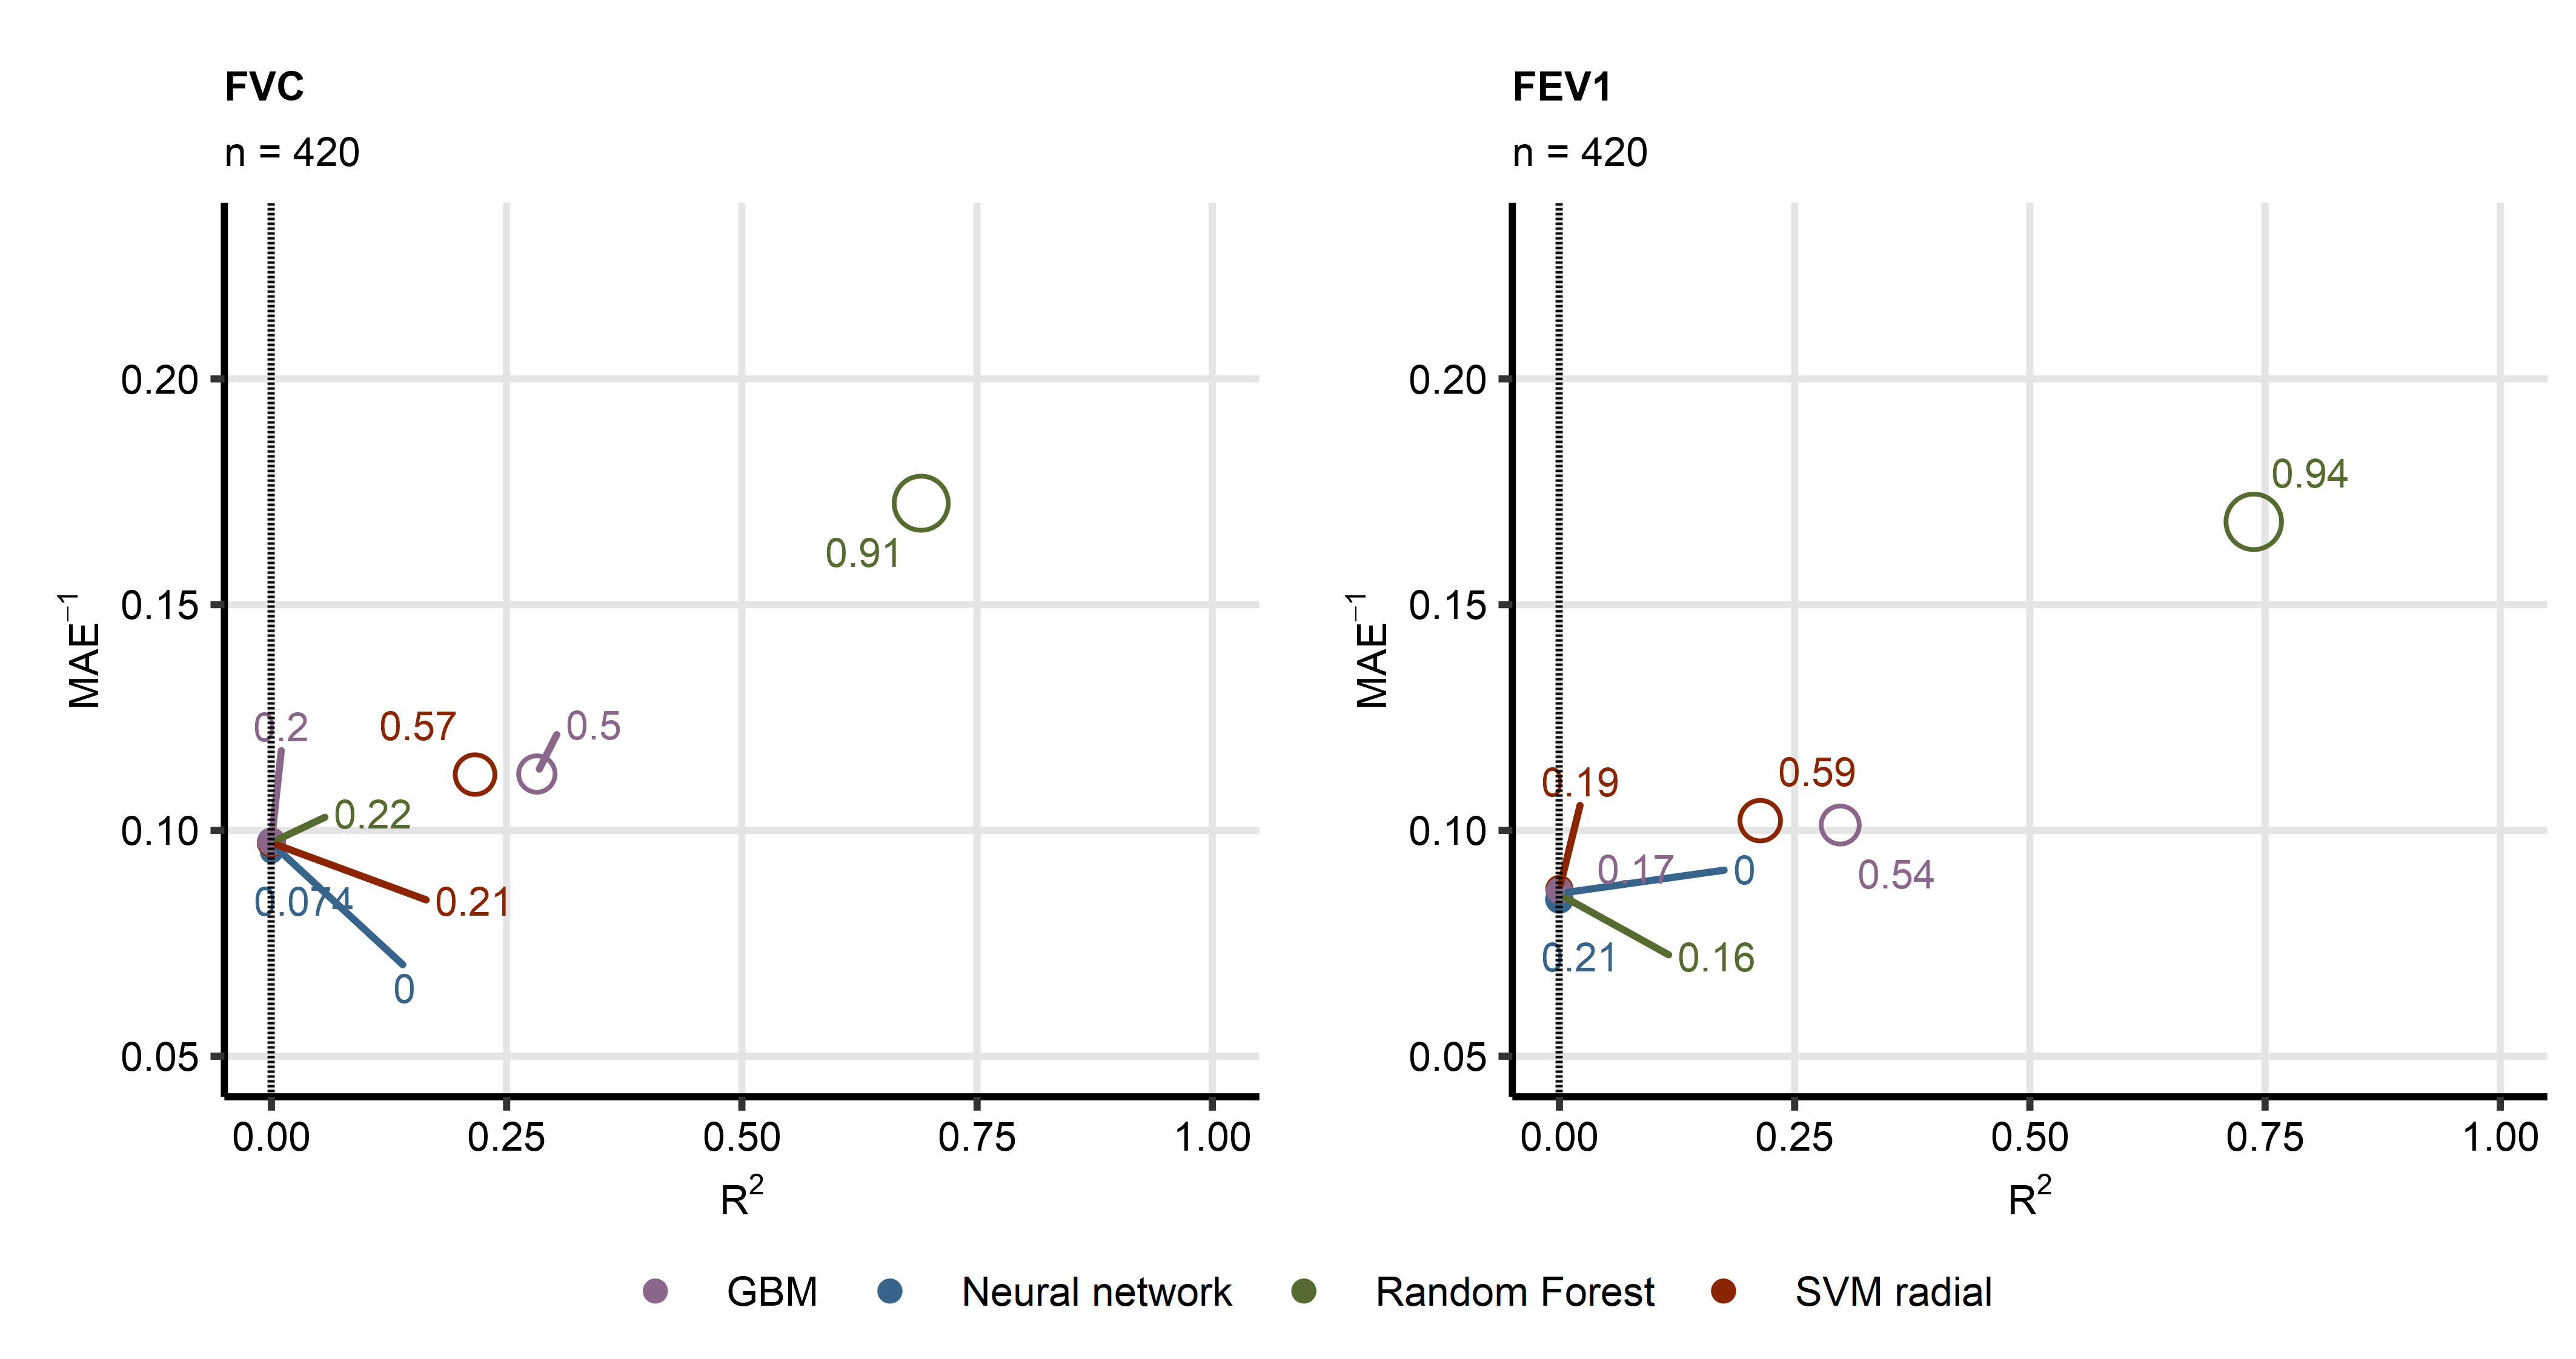 FVC
n = 420
MAE⁻¹
0.20
0.15
0.10
0.05
0.91
0.57
0.5
0.2
0.22
0.074
0.21
0
0.00 0.25 0.50 0.75 1.00
R²
FEV1
n = 420
MAE⁻¹
0.20
0.15
0.10
0.05
0.94
0.59
0.19
0.17
0
0.54
0.21
0.16
0.00 0.25 0.50 0.75 1.00
R²
GBM Neural network Random Forest SVM radial